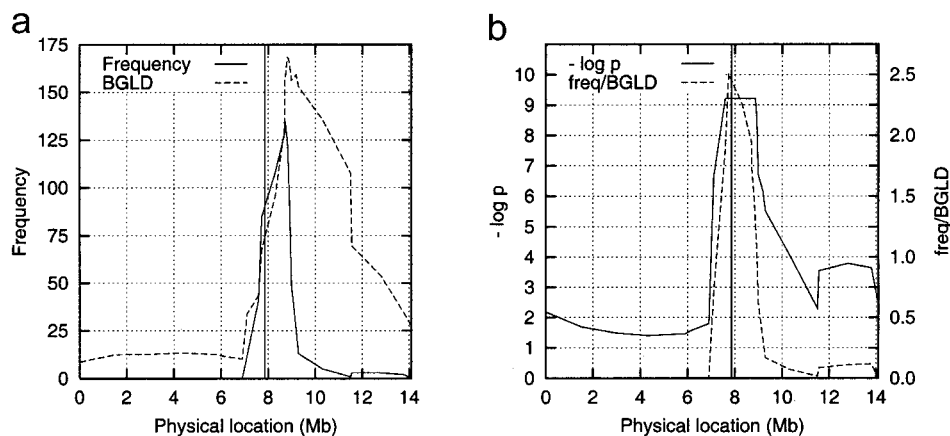 a
175
150
125
100
75
50
25
0
Frequency
Frequency
BGLD
0 2 4 6 8 10 12 14
Physical location (Mb)
b
10
9
8
7
6
5
4
3
2
1
0
- log p
- log p
freq/BGLD
2.5
2.0
1.5
1.0
0.5
0.0
freq/BGLD
0 2 4 6 8 10 12 14
Physical location (Mb)